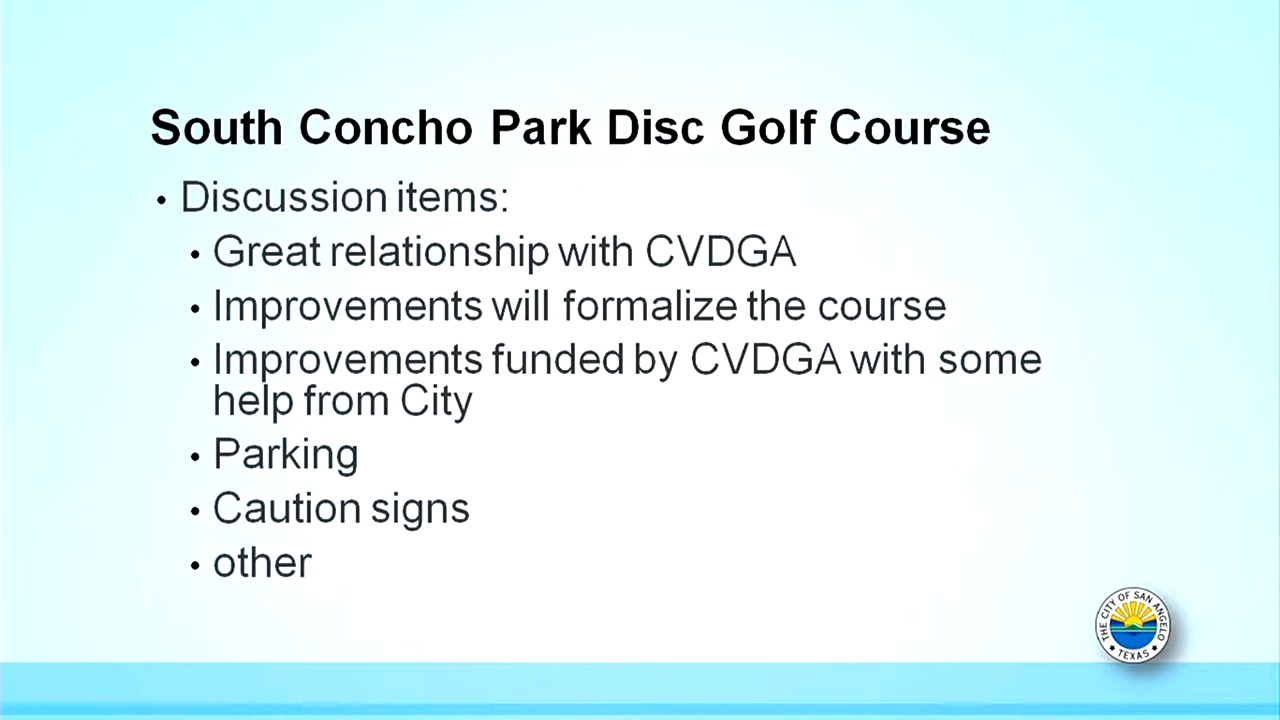 South Concho Park Disc Golf Course
• Discussion items:
• Great relationship with CVDGA
• Improvements will formalize the course
• Improvements funded by CVDGA with some
help from City
• Parking
• Caution signs
• other
THE CITY OF SAN ANGELO
TEXAS